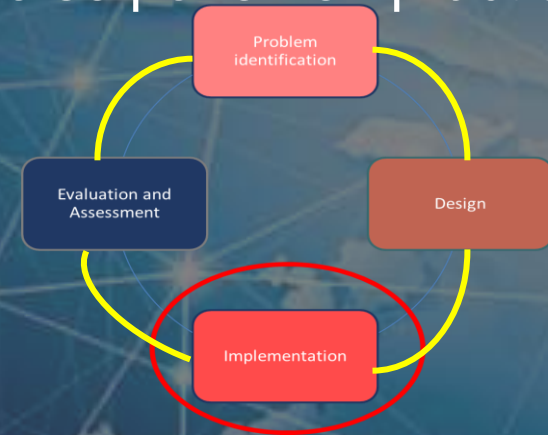 Problem
identification
Evaluation and
Assessment
Design
Implementation